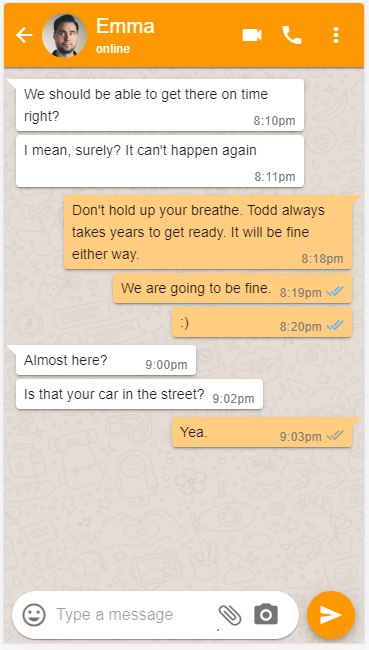 Emma
online
We should be able to get there on time
right?
8:10pm
I mean, surely? It can't happen again
8:11pm
Don't hold up your breathe. Todd always
takes years to get ready. It will be fine
either way.
8:18pm
We are going to be fine. 8:19pm
:) 8:20pm
Almost here? 9:00pm
Is that your car in the street? 9:02pm
Yea. 9:03pm
Type a message